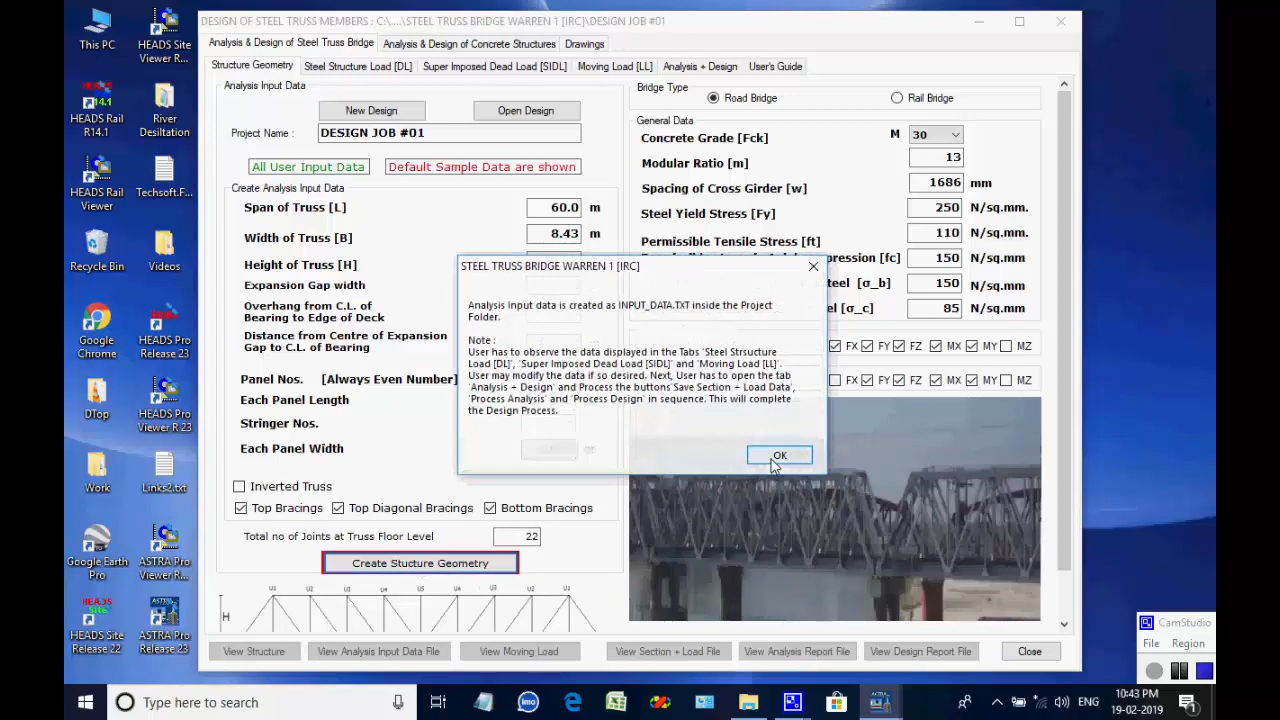 DESIGN OF STEEL TRUSS MEMBERS : C:\....\STEEL TRUSS BRIDGE WARREN 1 [IRC]\DESIGN JOB #01
Analysis & Design of Steel Truss Bridge Analysis & Design of Concrete Structures Drawings
Structure Geometry Steel Structure Load [DL] Super Imposed Dead Load [SIDL] Moving Load [LL] Analysis + Design User's Guide
Analysis Input Data
New Design Open Design
Project Name : DESIGN JOB #01
All User Input Data Default Sample Data are shown
Create Analysis Input Data
Span of Truss [L] 60.0 m
Width of Truss [B] 8.43 m
Height of Truss [H]
Expansion Gap width
Overhang from C.L. of
Bearing to Edge of Deck
Distance from Centre of Expansion
Gap to C.L. of Bearing
Panel Nos. [Always Even Number]
Each Panel Length
Stringer Nos.
Each Panel Width
Inverted Truss
Top Bracings Top Diagonal Bracings Bottom Bracings
Total no of Joints at Truss Floor Level 22
Create Stucture Geometry
U1 U2 U3 U4 U5 U4 U3 U2 U1
H
Bridge Type
Road Bridge Rail Bridge
General Data
Concrete Grade [Fck] M 30
Modular Ratio [m] 13
Spacing of Cross Girder [w] 1686 mm
Steel Yield Stress [Fy] 250 N/sq.mm.
Permissible Tensile Stress [ft] 110 N/sq.mm.
pression [fc] 150 N/sq.mm
teel [σ_b] 150 N/sq.mm
el [σ_c] 85 N/sq.mm
FX FY FZ MX MY MZ
FX FY FZ MX MY MZ
STEEL TRUSS BRIDGE WARREN 1 [IRC]
Analysis Input data is created as INPUT_DATA.TXT inside the Project
Folder.
Note :
User has to observe the data displayed in the Tabs 'Steel Strsucture
Load [DL]', 'Super Imposed Dead Load [SIDL]' and 'Moving Load [LL]'.
User may modify the data if so desired. Next, User has to open the tab
'Analysis + Design' and Process the buttons'Save Section + Load Data',
'Process Analysis' and 'Process Design' in sequence. This will complete
the Design Process.
OK
View Structure View Analysis Input Data File View Moving Load View Section + Load File View Analysis Report File View Design Report File Close
This PC
HEADS Site
Viewer R...
HEADS Rail
R14.1
River
Desiltation
HEADS Rail
Viewer
Techsoft.F...
Recycle Bin
Videos
Google
Chrome
HEADS Pro
Release 23
DTop
HEADS Pro
Viewer R 23
Work
Links2.txt
Google Earth
Pro
ASTRA Pro
Viewer R...
HEADS Site
Release 22
ASTRA Pro
Release 23
CamStudio
File Region
Type here to search
ENG
10:43 PM
19-02-2019